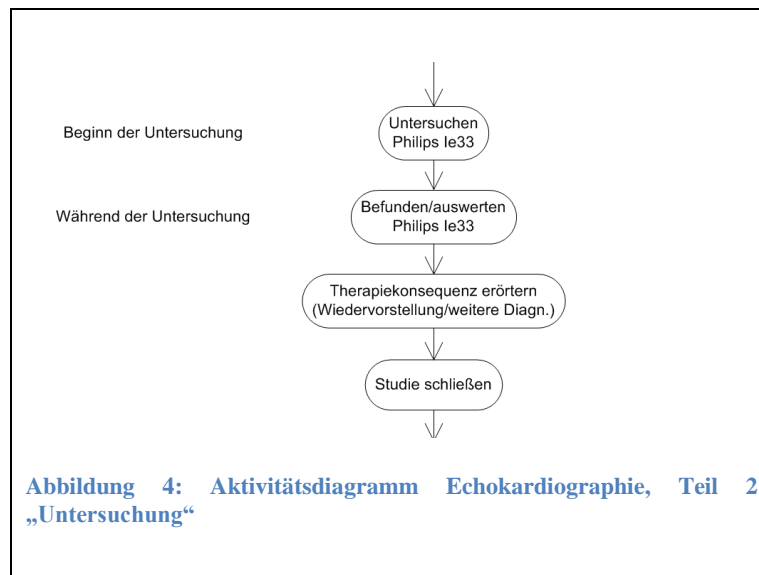 Beginn der Untersuchung
Untersuchen
Philips Ie33
Während der Untersuchung
Befunden/auswerten
Philips Ie33
Therapiekonsequenz erörtern
(Wiedervorstellung/weitere Diagn.)
Studie schließen
Abbildung 4: Aktivitätsdiagramm Echokardiographie, Teil 2
„Untersuchung“